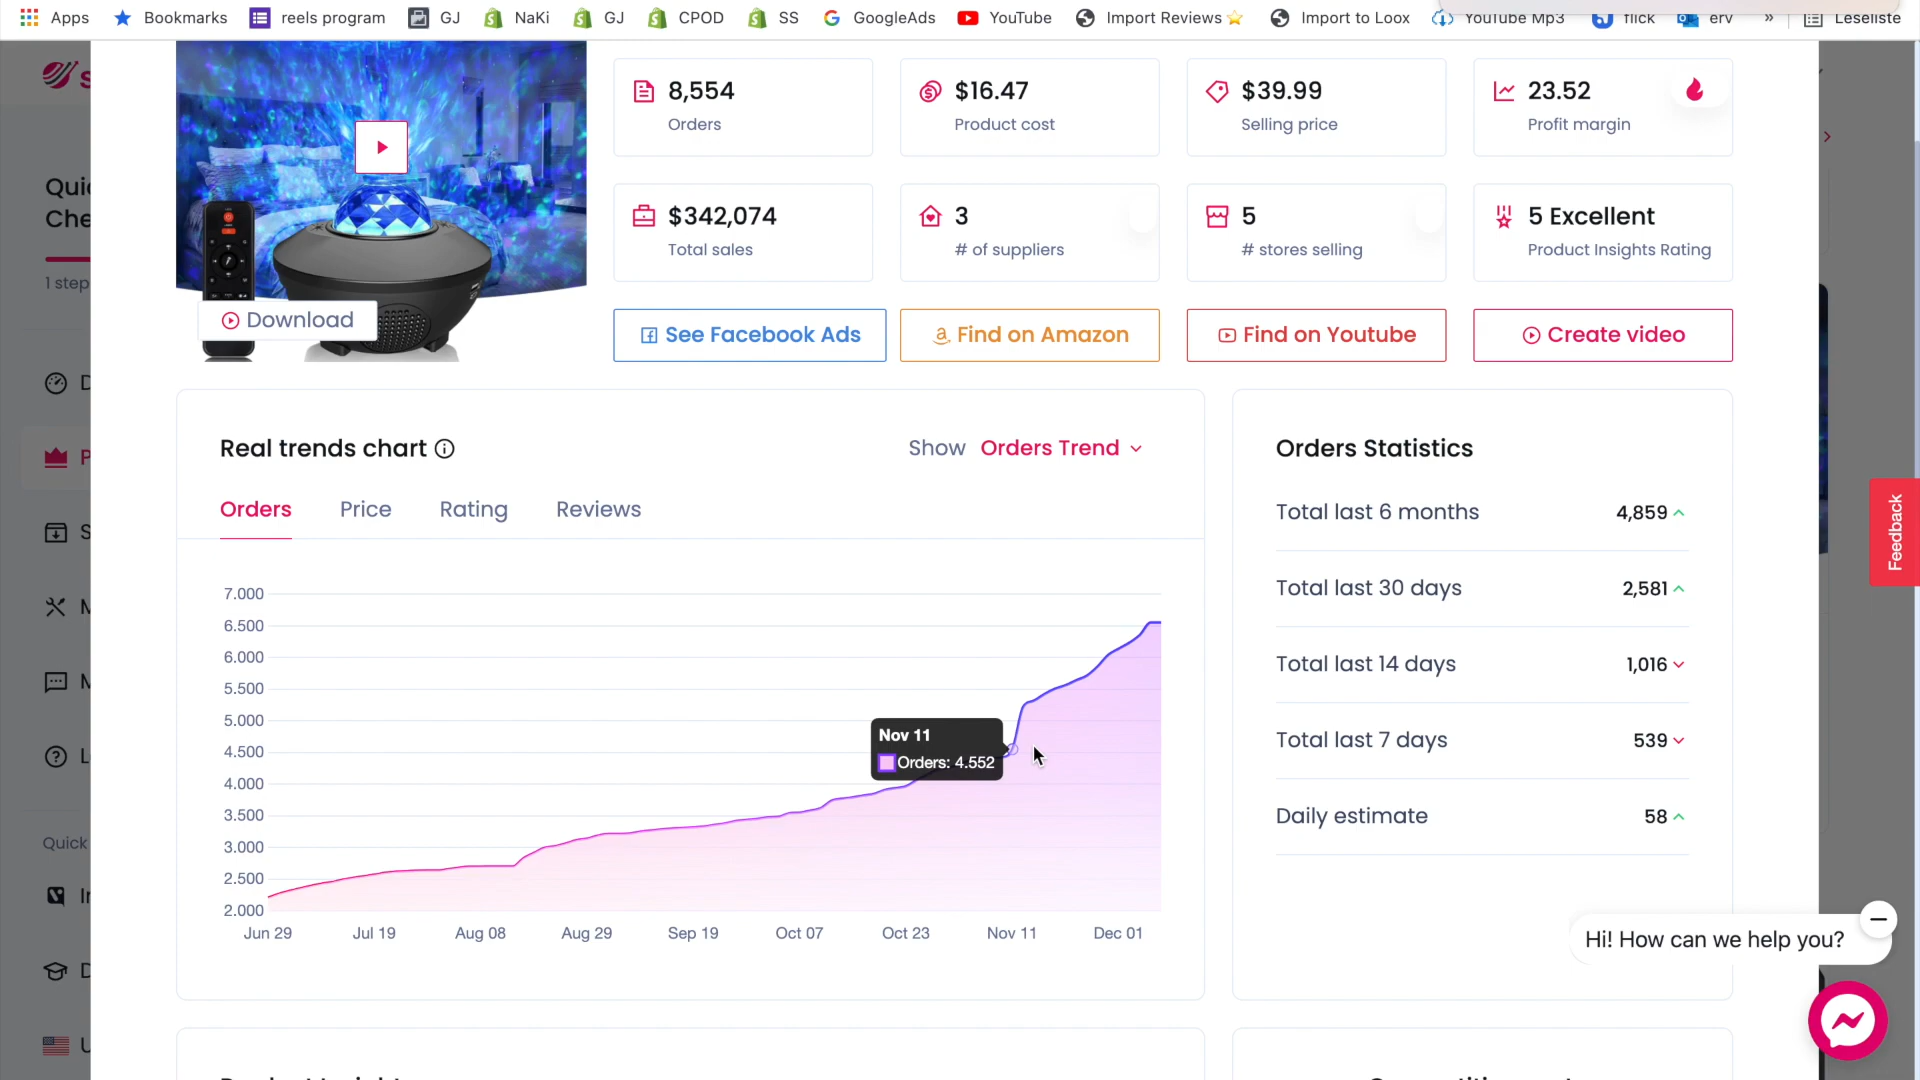 Apps Bookmarks reels program GJ NaKi GJ CPOD SS GoogleAds YouTube Import Reviews Import to Loox YouTube Mp3 flick erv » Leseliste
S
Quic
Che
1 step
D
P
S
M
M
L
Quick
In
D
U
Download
8,554
Orders
$16.47
Product cost
$39.99
Selling price
23.52
Profit margin
$342,074
Total sales
3
# of suppliers
5
# stores selling
5 Excellent
Product Insights Rating
See Facebook Ads
Find on Amazon
Find on Youtube
Create video
Real trends chart
Show Orders Trend
Orders Price Rating Reviews
7.000
6.500
6.000
5.500
5.000
4.500
4.000
3.500
3.000
2.500
2.000
Nov 11
Orders: 4.552
Jun 29 Jul 19 Aug 08 Aug 29 Sep 19 Oct 07 Oct 23 Nov 11 Dec 01
Orders Statistics
Total last 6 months 4,859
Total last 30 days 2,581
Total last 14 days 1,016
Total last 7 days 539
Daily estimate 58
Feedback
Hi! How can we help you?